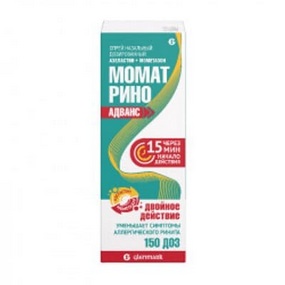 СПРЕЙ НАЗАЛЬНЫЙ
ДОЗИРОВАННЫЙ
АЗЕЛАСТИН + МОМЕТАЗОН
МОМАТ
РИНО
АДВАНС
15 ЧЕРЕЗ
МИН
НАЧАЛО
ДЕЙСТВИЯ
двойное
действие
УМЕНЬШАЕТ СИМПТОМЫ
АЛЛЕРГИЧЕСКОГО РИНИТА
150 ДОЗ
glenmark